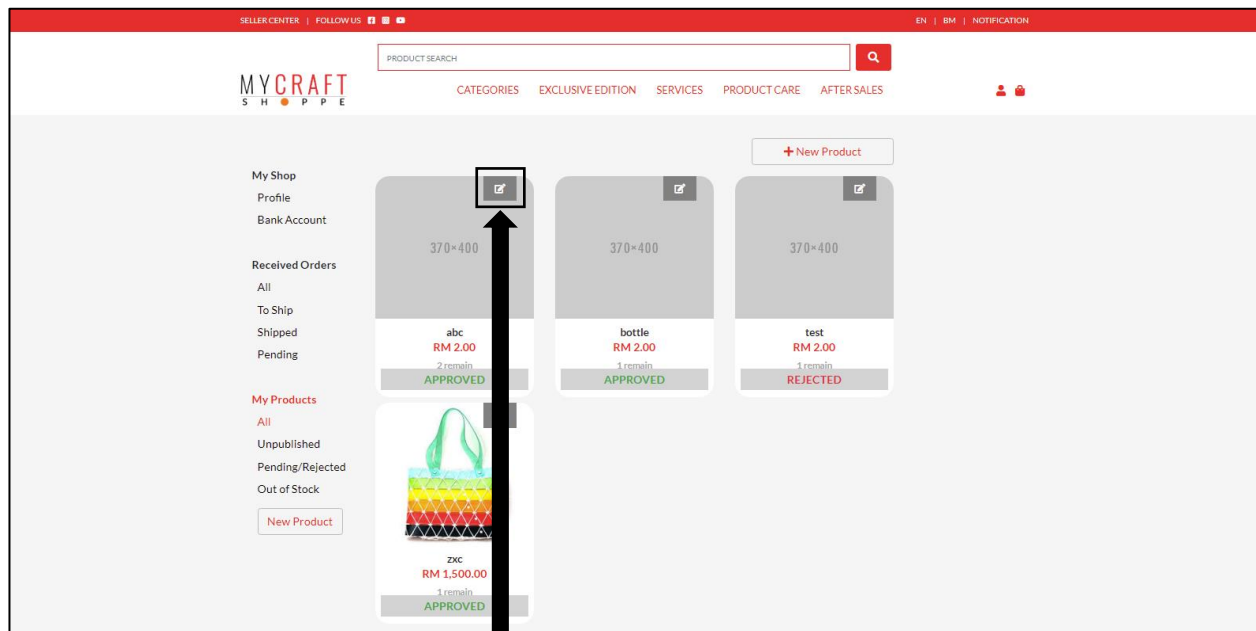 SELLER CENTER | FOLLOW US
EN | BM | NOTIFICATION
PRODUCT SEARCH
MYCRAFT
SHOPPE
CATEGORIES EXCLUSIVE EDITION SERVICES PRODUCT CARE AFTER SALES
+ New Product
My Shop
Profile
Bank Account
Received Orders
All
To Ship
Shipped
Pending
My Products
All
Unpublished
Pending/Rejected
Out of Stock
New Product
370×400
abc
RM 2.00
2 remain
APPROVED
370×400
bottle
RM 2.00
1 remain
APPROVED
370×400
test
RM 2.00
1 remain
REJECTED
zxc
RM 1,500.00
1 remain
APPROVED